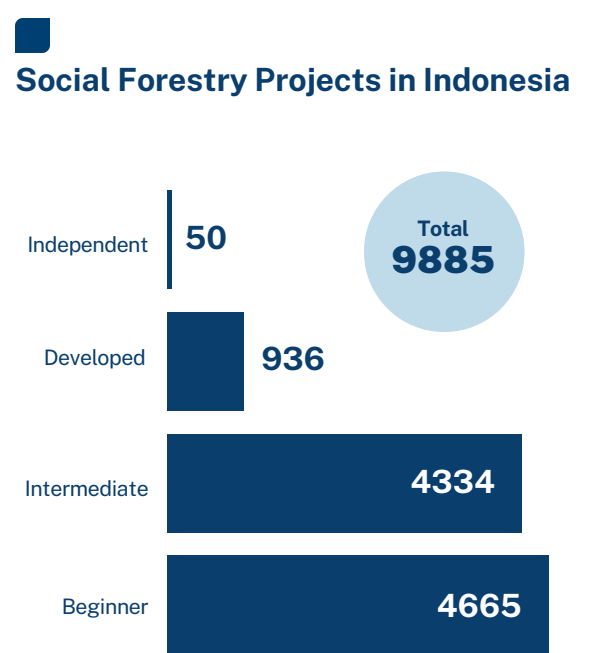 Social Forestry Projects in Indonesia
Total
9885
Independent
50
Developed
936
Intermediate
4334
Beginner
4665